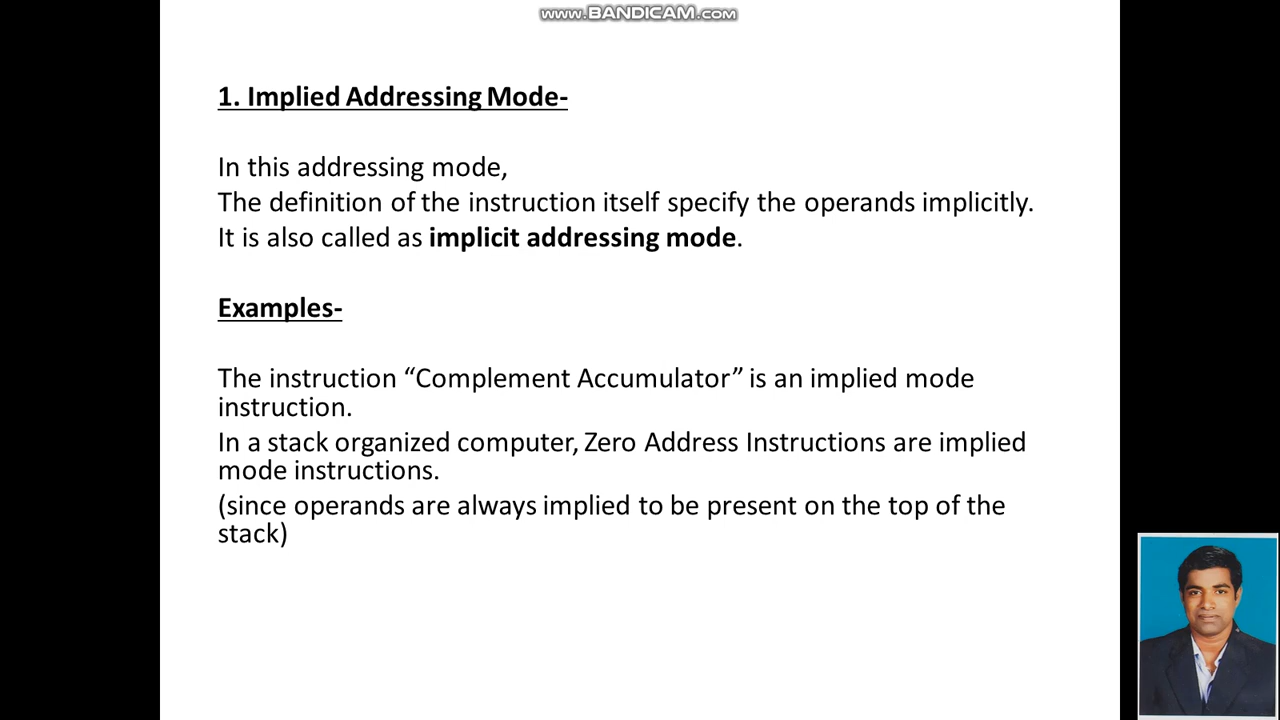 www.BANDICAM.com
1. Implied Addressing Mode-
In this addressing mode,
The definition of the instruction itself specify the operands implicitly.
It is also called as implicit addressing mode.
Examples-
The instruction “Complement Accumulator” is an implied mode
instruction.
In a stack organized computer, Zero Address Instructions are implied
mode instructions.
(since operands are always implied to be present on the top of the
stack)